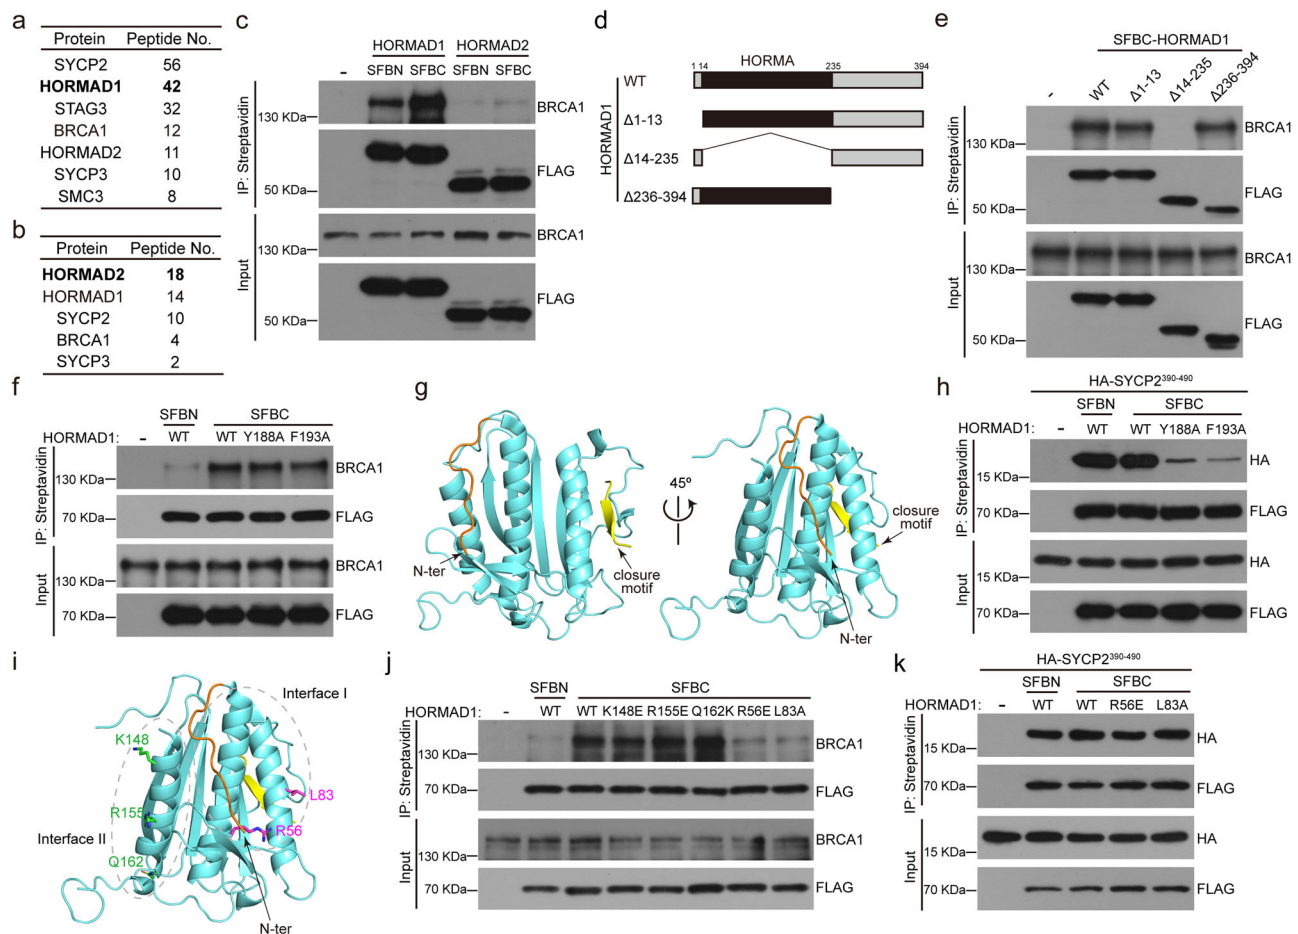 a
Protein Peptide No.
SYCP2 56
HORMAD1 42
STAG3 32
BRCA1 12
HORMAD2 11
SYCP3 10
SMC3 8
b
Protein Peptide No.
HORMAD2 18
HORMAD1 14
SYCP2 10
BRCA1 4
SYCP3 2
c
HORMAD1 HORMAD2
- SFBN SFBC SFBN SFBC
IP: Streptavidin
130 KDa
BRCA1
50 KDa
FLAG
Input
130 KDa
BRCA1
50 KDa
FLAG
d
HORMAD1
HORMA
1 14 235 394
WT
Δ1-13
Δ14-235
Δ236-394
e
SFBC-HORMAD1
- WT Δ1-13 Δ14-235 Δ236-394
IP: Streptavidin
130 KDa
BRCA1
50 KDa
FLAG
Input
130 KDa
BRCA1
50 KDa
FLAG
f
SFBN SFBC
HORMAD1: - WT WT Y188A F193A
IP: Streptavidin
130 KDa
BRCA1
70 KDa
FLAG
Input
130 KDa
BRCA1
70 KDa
FLAG
g
N-ter
closure
motif
45º
closure
motif
N-ter
h
HA-SYCP2390-490
SFBN SFBC
HORMAD1: - WT WT Y188A F193A
IP: Streptavidin
15 KDa
HA
70 KDa
FLAG
Input
15 KDa
HA
70 KDa
FLAG
i
Interface I
K148
L83
R155
R56
Interface II
Q162
N-ter
j
SFBN SFBC
HORMAD1: - WT WT K148E R155E Q162K R56E L83A
IP: Streptavidin
130 KDa
BRCA1
70 KDa
FLAG
Input
130 KDa
BRCA1
70 KDa
FLAG
k
HA-SYCP2390-490
SFBN SFBC
HORMAD1: - WT WT R56E L83A
IP: Streptavidin
15 KDa
HA
70 KDa
FLAG
Input
15 KDa
HA
70 KDa
FLAG